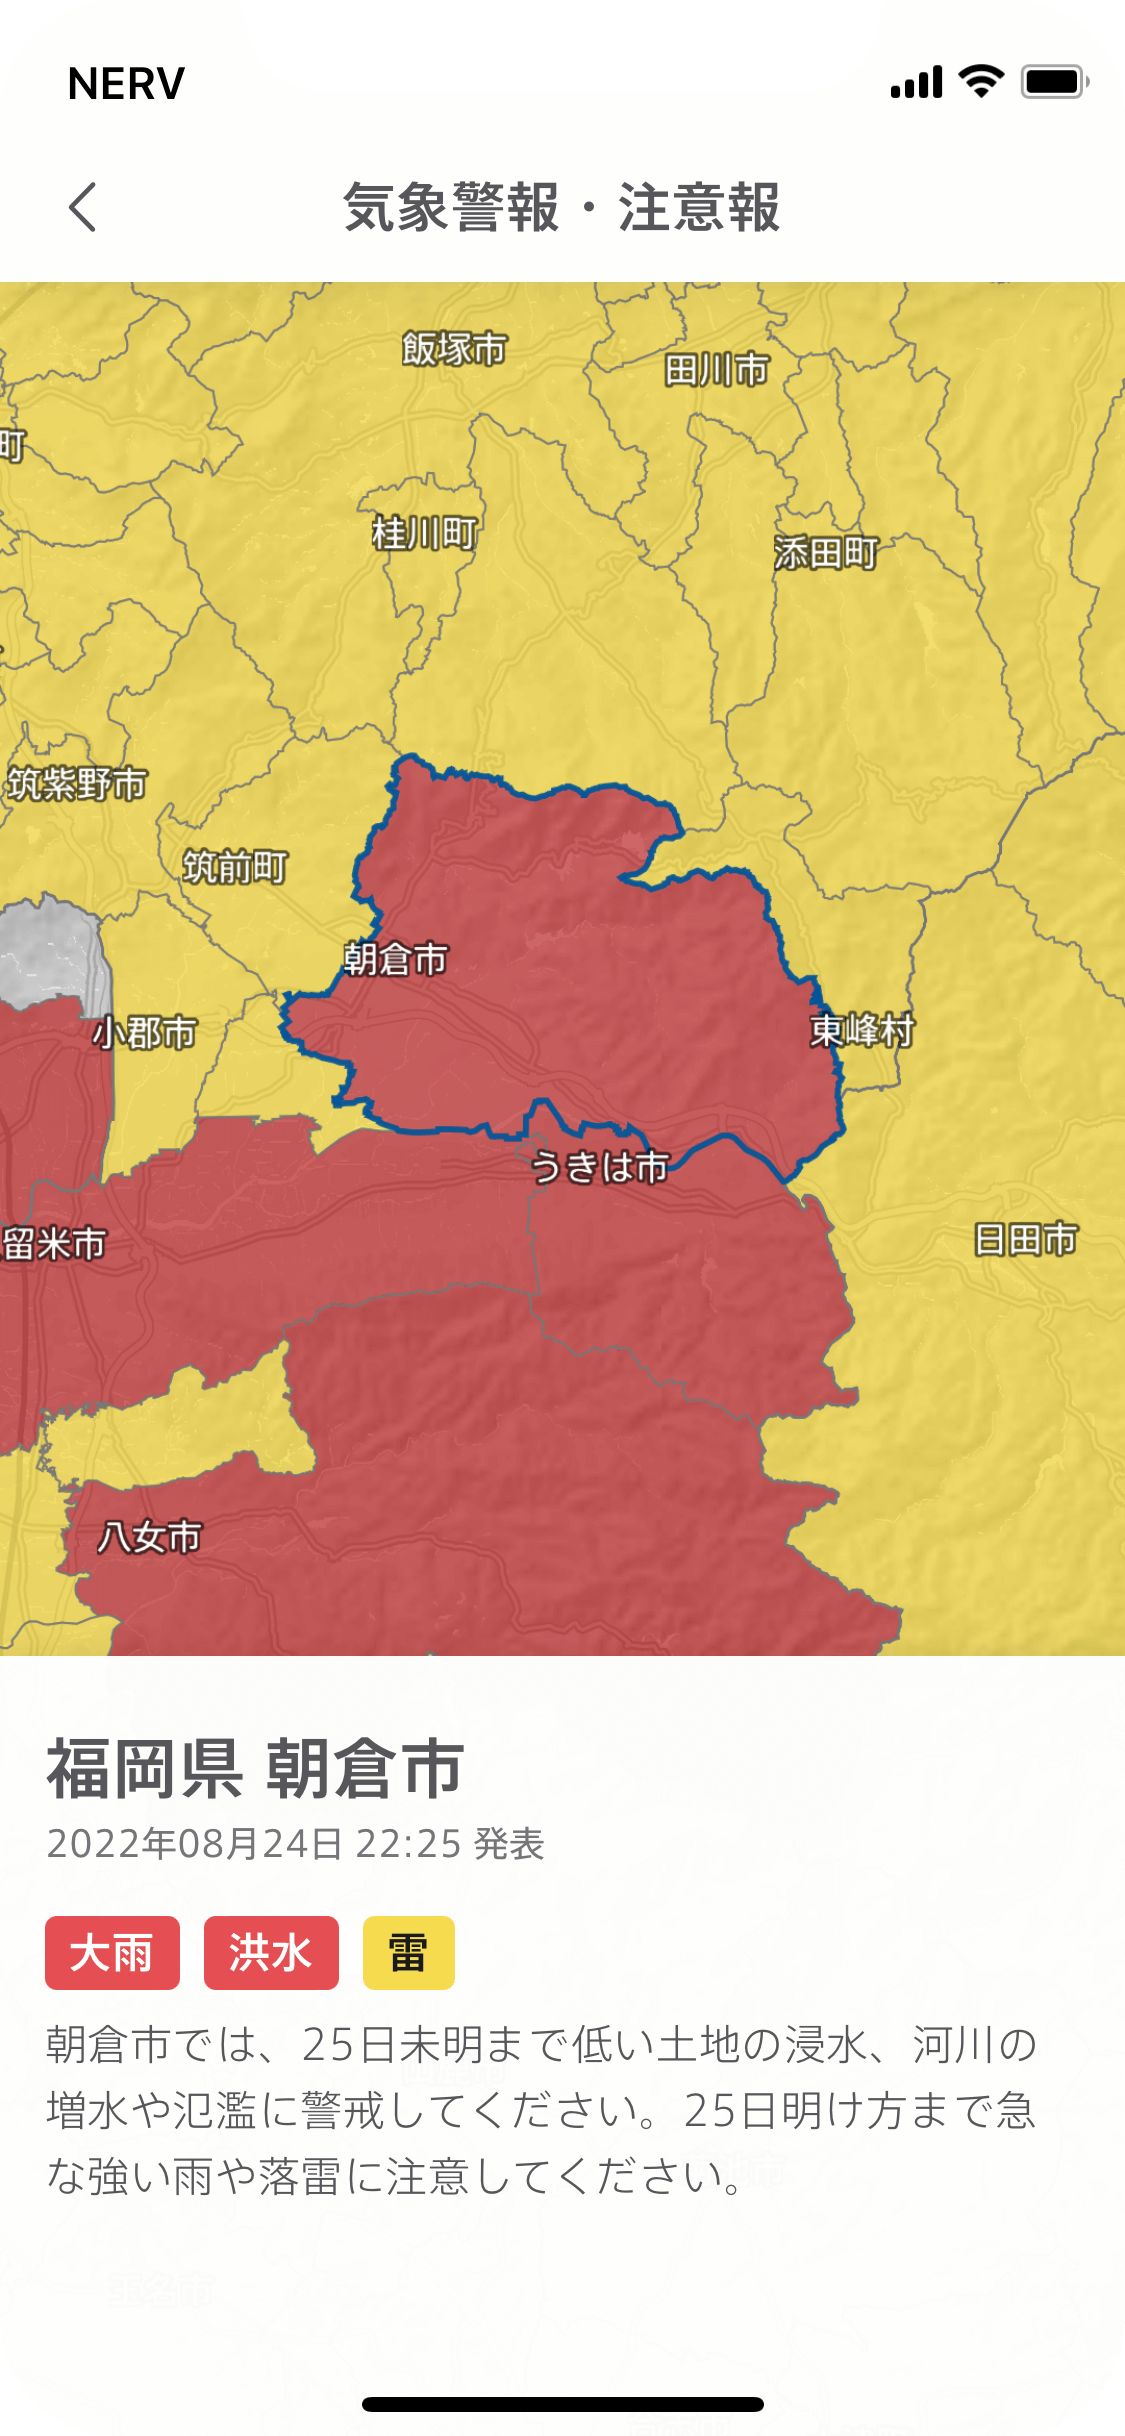 NERV
気象警報・注意報
飯塚市
田川市
町
桂川町
添田町
筑紫野市
筑前町
朝倉市
小郡市
東峰村
うきは市
留米市
日田市
八女市
福岡県 朝倉市
2022年08月24日 22:25 発表
大雨 洪水 雷
朝倉市では、25日未明まで低い土地の浸水、河川の
増水や氾濫に警戒してください。25日明け方まで急
な強い雨や落雷に注意してください。